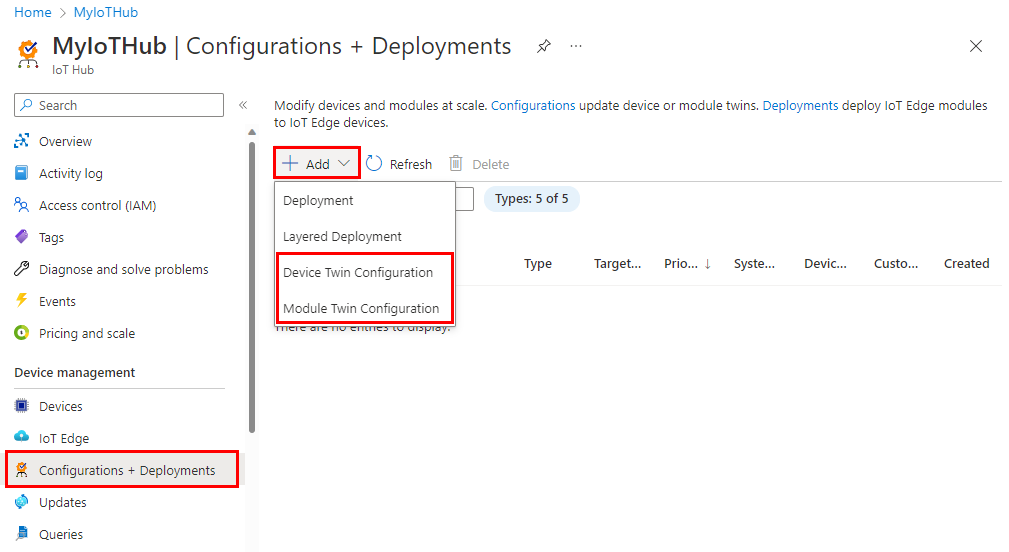 Home > MyIoTHub
MyIoTHub | Configurations + Deployments ...
IoT Hub
Search
«
Overview
Activity log
Access control (IAM)
Tags
Diagnose and solve problems
Events
Pricing and scale
Device management
Devices
IoT Edge
Configurations + Deployments
Updates
Queries
Modify devices and modules at scale. Configurations update device or module twins. Deployments deploy IoT Edge modules
to IoT Edge devices.
Add Refresh Delete
Deployment
Layered Deployment
Device Twin Configuration
Module Twin Configuration
Types: 5 of 5
Type Target... Prio... ↓ Syste... Devic... Custo... Created
There are no entries to display.